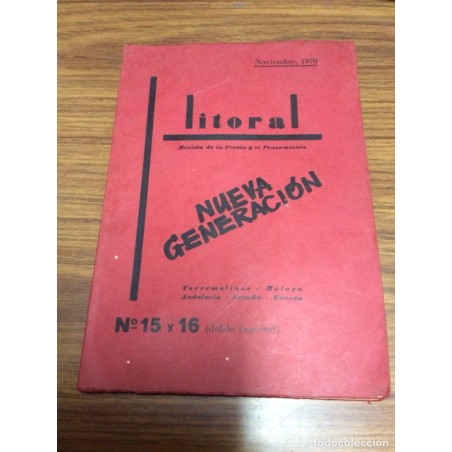 Noviembre, 1970
litoral
Revista de la Poesía y el Pensamiento
NUEVA
GENERACIÓN
Torremolinos - Málaga
Andalucía - España - Europa
Nº 15 y 16 (doble especial)
todocoleccion